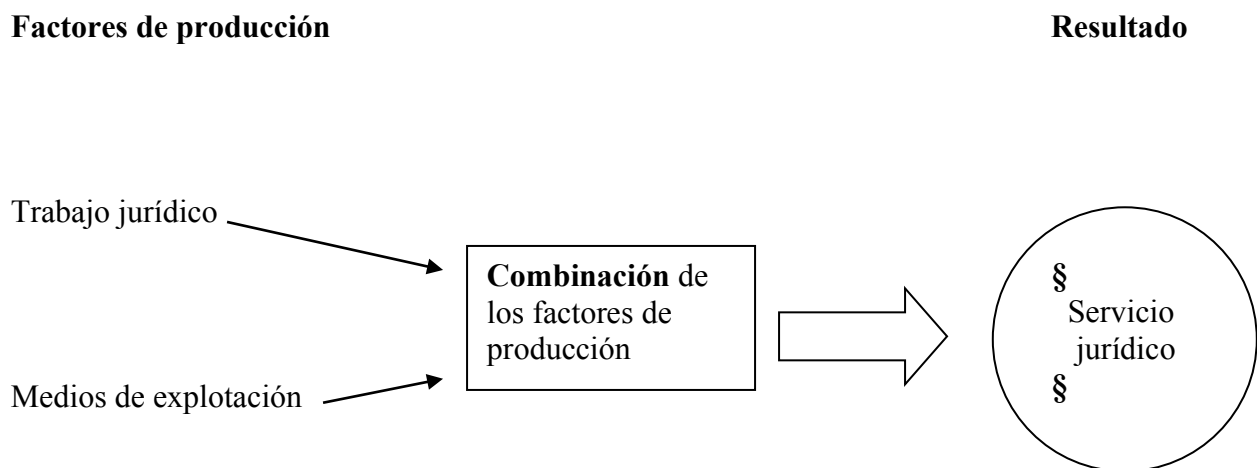 Factores de producción
Resultado
Trabajo jurídico
Combinación de
los factores de
producción
§
Servicio
jurídico
§
Medios de explotación